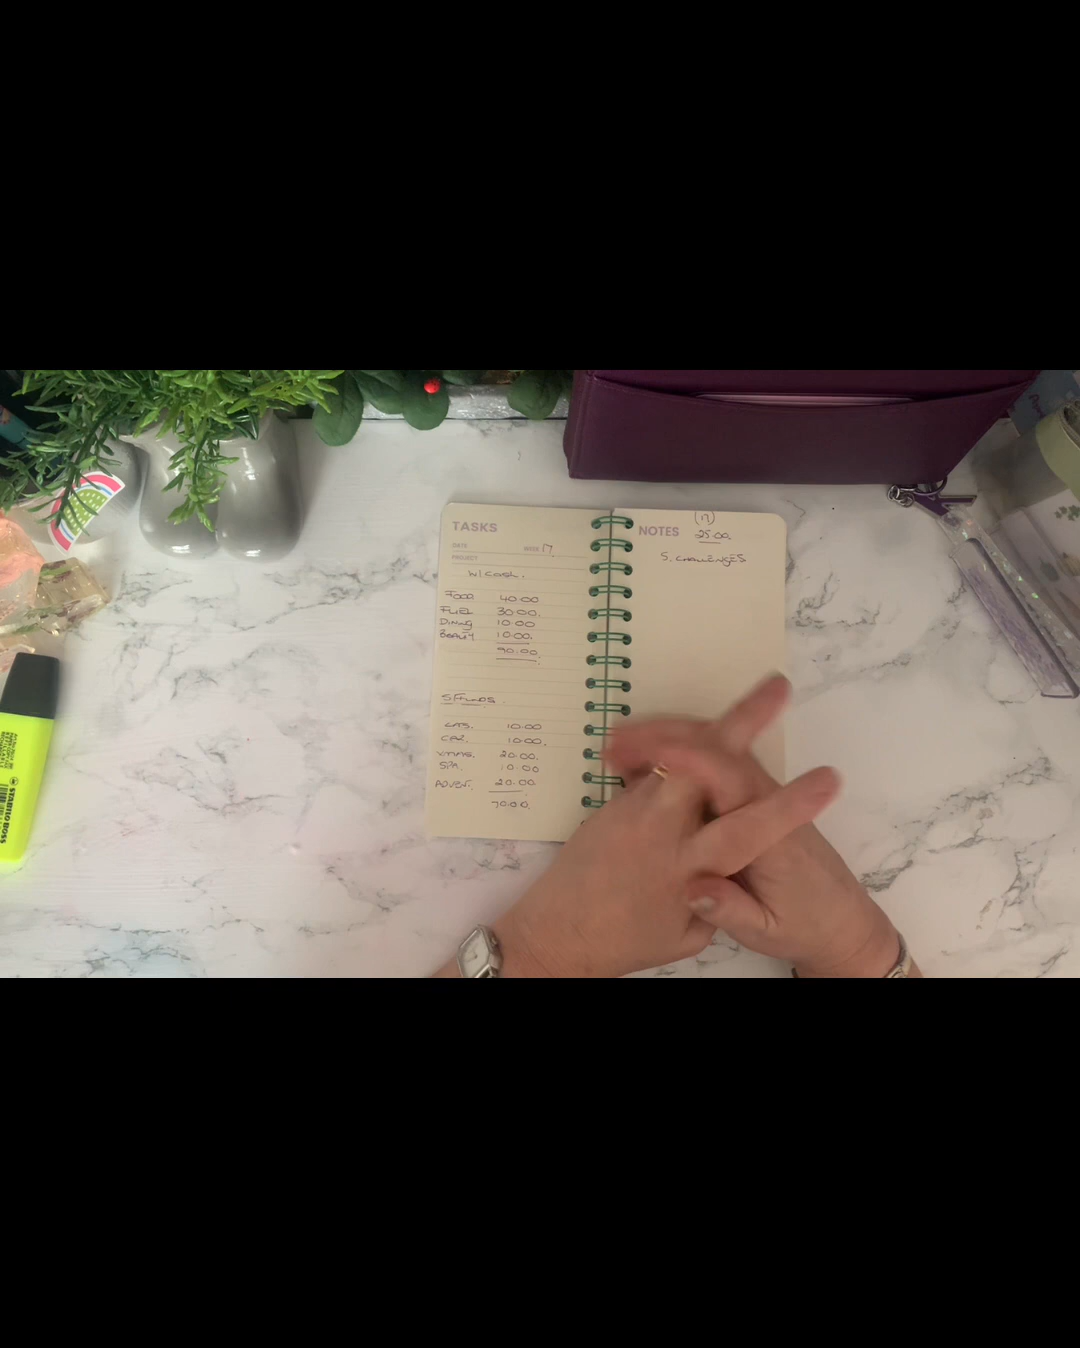 TASKS
DATE WEEK 17
PROJECT
W/Cash.
FOOD 40.00
FUEL 30.00.
Dining 10.00
BEAUTY 10.00.
90.00.
S FUNDS
CATS. 10.00
CAR. 10.00.
XMAS. 20.00.
SPA. 10.00
ADVENT. 20.00.
70.00.
(17)
NOTES 25.00.
S. CHALLENGES
STABILO BOSS